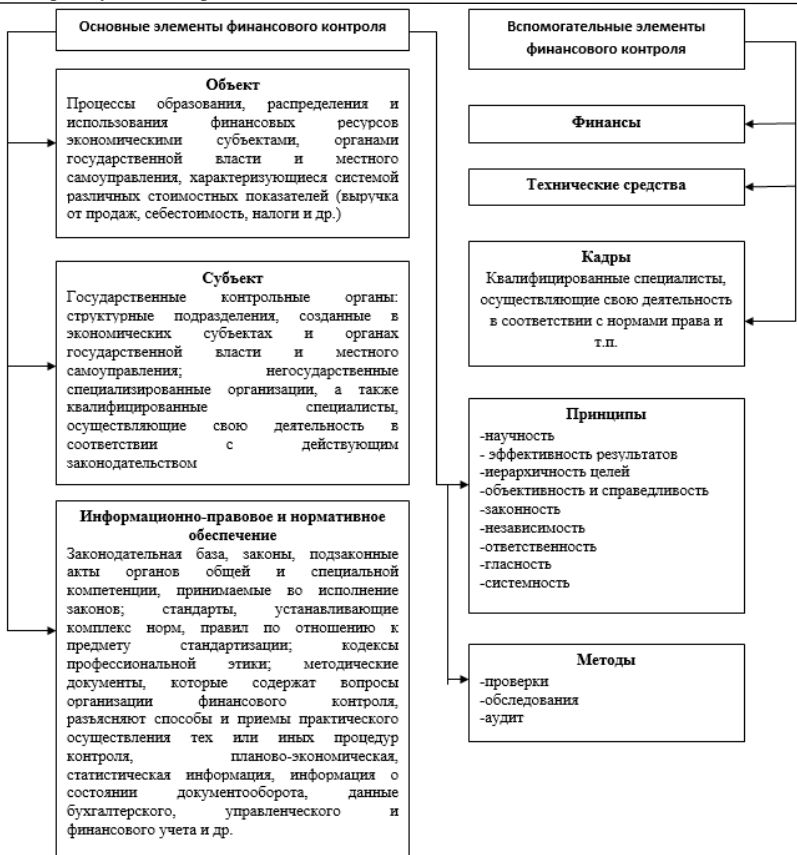 Основные элементы финансового контроля
Объект
Процессы образования, распределения и
использования финансовых ресурсов
экономическими субъектами, органами
государственной власти и местного
самоуправления, характеризующиеся системой
различных стоимостных показателей (выручка
от продаж, себестоимость, налоги и др.)
Субъект
Государственные контрольные органы:
структурные подразделения, созданные в
экономических субъектах и органах
государственной власти и местного
самоуправления; негосударственные
специализированные организации, а также
квалифицированные специалисты,
осуществляющие свою деятельность в
соответствии с действующим
законодательством
Информационно-правовое и нормативное
обеспечение
Законодательная база, законы, подзаконные
акты органов общей и специальной
компетенции, принимаемые во исполнение
законов; стандарты, устанавливающие
комплекс норм, правил по отношению к
предмету стандартизации; кодексы
профессиональной этики; методические
документы, которые содержат вопросы
организации финансового контроля,
разъясняют способы и приемы практического
осуществления тех или иных процедур
контроля, планово-экономическая,
статистическая информация, информация о
состоянии документооборота, данные
бухгалтерского, управленческого и
финансового учета и др.
Вспомогательные элементы
финансового контроля
Финансы
Технические средства
Кадры
Квалифицированные специалисты,
осуществляющие свою деятельность
в соответствии с нормами права и
т.п.
Принципы
-научность
- эффективность результатов
-иерархичность целей
-объективность и справедливость
-законность
-независимость
-ответственность
-гласность
-системность
Методы
-проверки
-обследования
-аудит